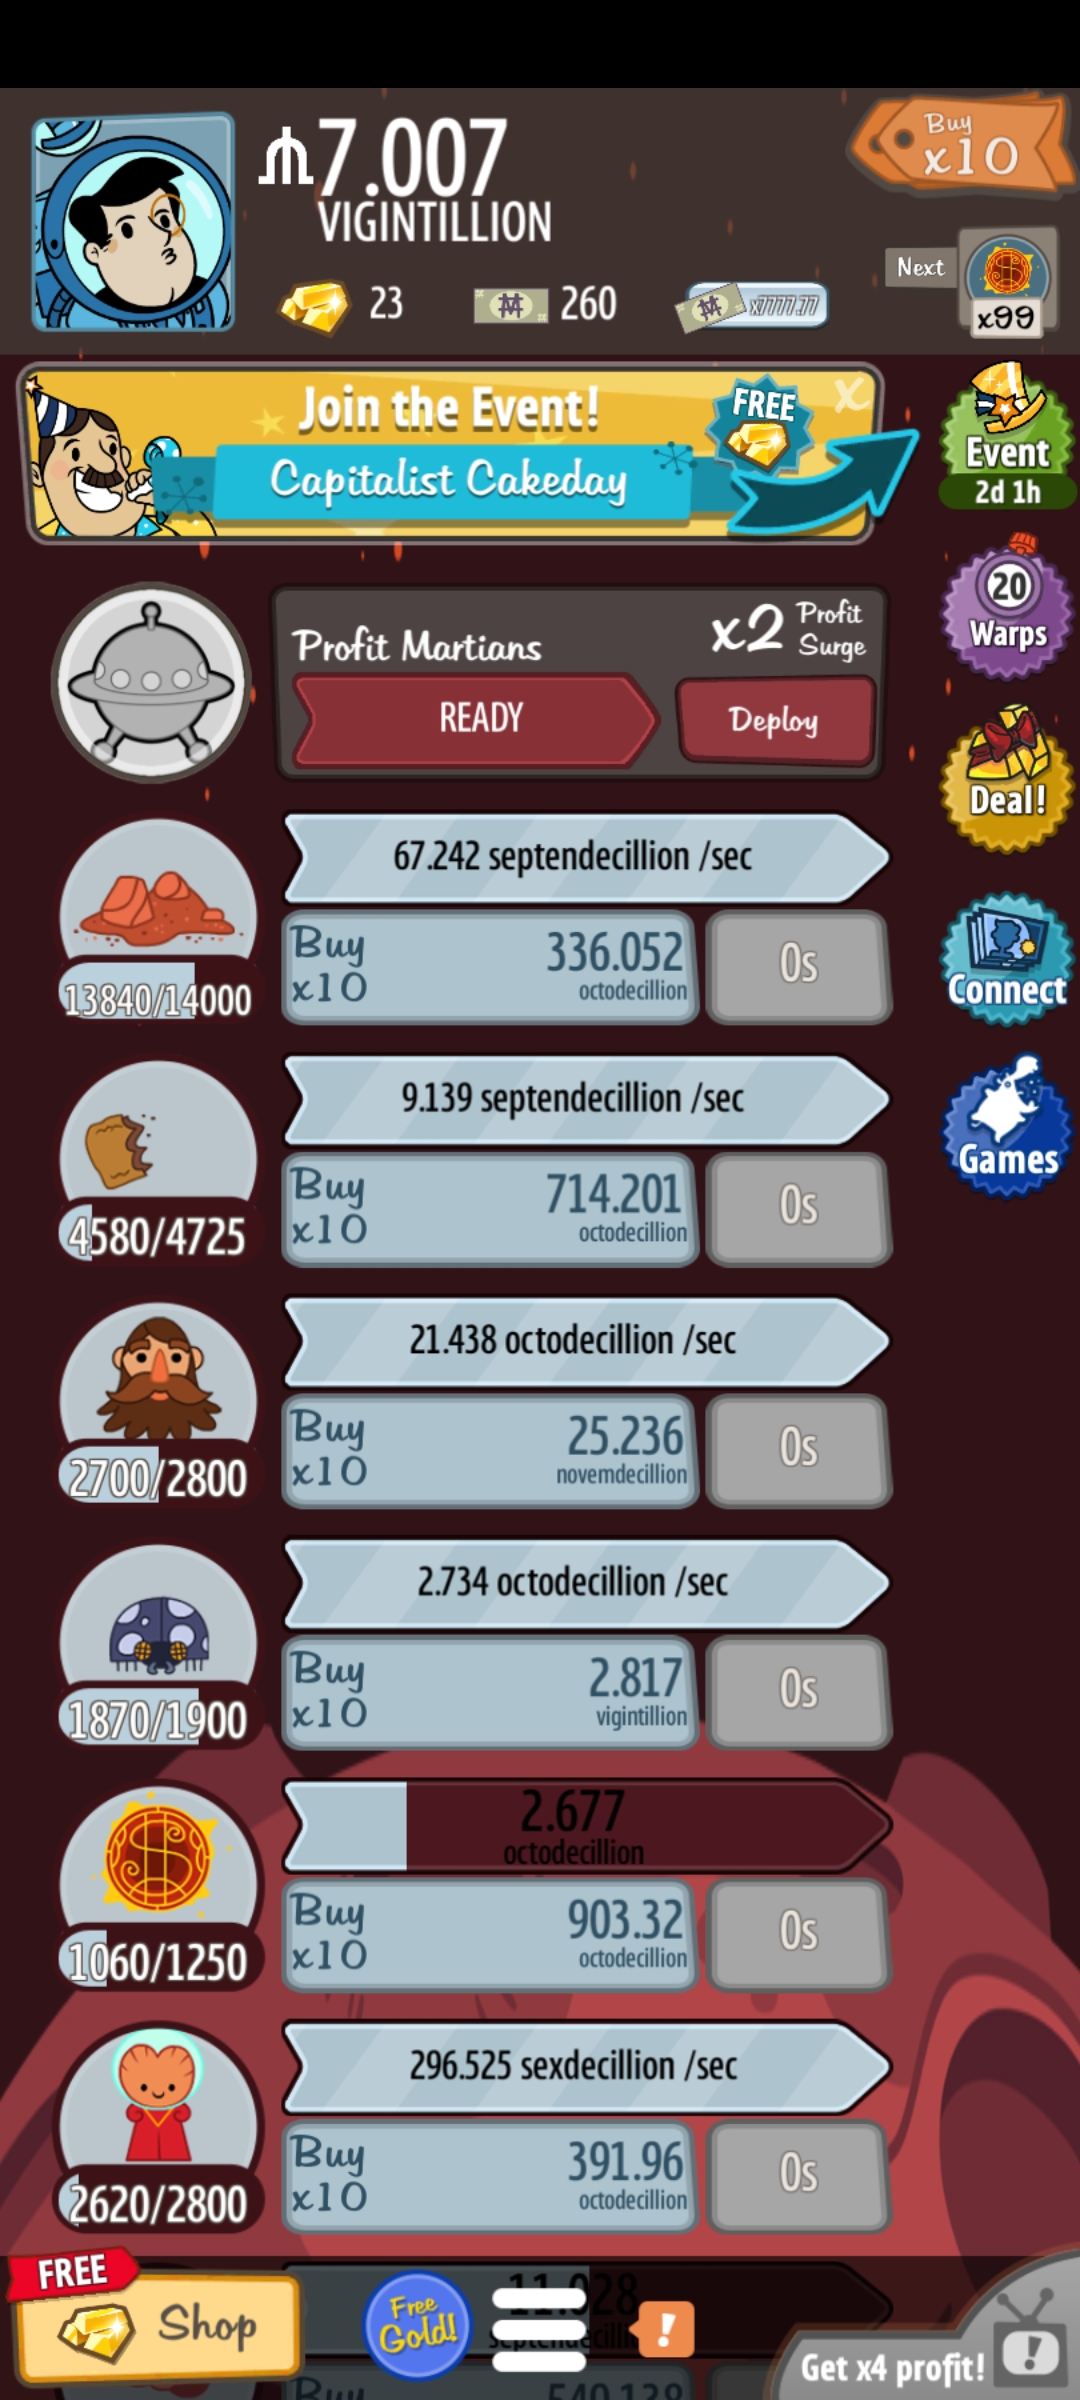 7.007
VIGINTILLION
Buy
x10
23
260
x7777.77
Next
x99
Join the Event!
FREE
X
Capitalist Cakeday
Event
2d 1h
20
Warps
Profit Martians
x2 Profit
Surge
READY
Deploy
Deal!
67.242 septendecillion /sec
13840/14000
Buy
x10
336.052
octodecillion
0s
Connect
9.139 septendecillion /sec
4580/4725
Buy
x10
714.201
octodecillion
0s
Games
21.438 octodecillion /sec
2700/2800
Buy
x10
25.236
novemdecillion
0s
2.734 octodecillion /sec
1870/1900
Buy
x10
2.817
vigintillion
0s
2.677
octodecillion
1060/1250
Buy
x10
903.32
octodecillion
0s
296.525 sexdecillion /sec
2620/2800
Buy
x10
391.96
octodecillion
0s
FREE
Shop
Free
Gold!
11.028
!
Get x4 profit!
!
Buy
540.138